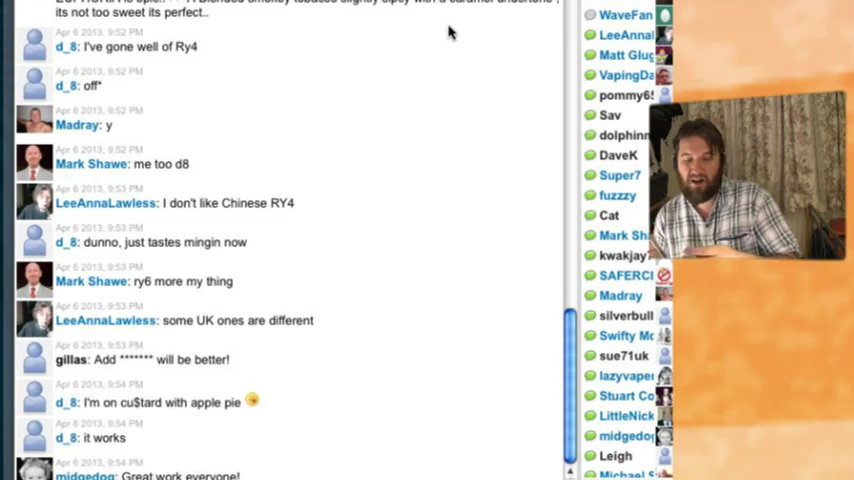 its not too sweet its perfect..
Apr 6 2013, 9:52 PM
d_8: I've gone well of Ry4
Apr 6 2013, 9:52 PM
d_8: off*
Apr 6 2013, 9:52 PM
Madray: y
Apr 6 2013, 9:52 PM
Mark Shawe: me too d8
Apr 6 2013, 9:53 PM
LeeAnnaLawless: I don't like Chinese RY4
Apr 6 2013, 9:53 PM
d_8: dunno, just tastes mingin now
Apr 6 2013, 9:53 PM
Mark Shawe: ry6 more my thing
Apr 6 2013, 9:53 PM
LeeAnnaLawless: some UK ones are different
Apr 6 2013, 9:53 PM
gillas: Add ******* will be better!
Apr 6 2013, 9:54 PM
d_8: I'm on cu$tard with apple pie
Apr 6 2013, 9:54 PM
d_8: it works
Apr 6 2013, 9:54 PM
midgedog: Great work everyone!
WaveFan
LeeAnnal
Matt Glug
VapingDa
pommy65
Sav
dolphinn
DaveK
Super7
fuzzzy
Cat
Mark Sh
kwakjay
SAFERCI
Madray
silverbull
Swifty Mc
sue71uk
lazyvaper
Stuart Co
LittleNick
midgedog
Leigh
Michael S